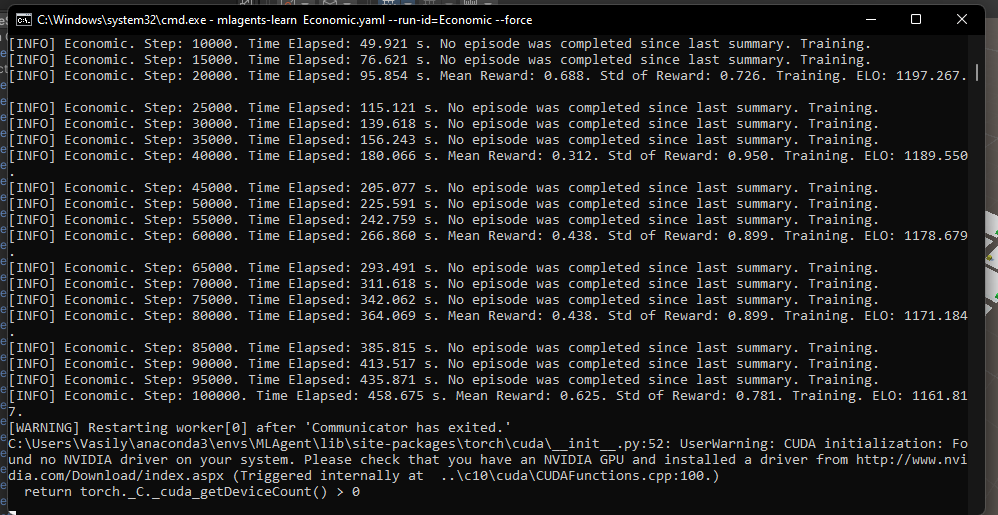 C:\Windows\system32\cmd.exe - mlagents-learn Economic.yaml --run-id=Economic --force
[INFO] Economic. Step: 10000. Time Elapsed: 49.921 s. No episode was completed since last summary. Training.
[INFO] Economic. Step: 15000. Time Elapsed: 76.621 s. No episode was completed since last summary. Training.
[INFO] Economic. Step: 20000. Time Elapsed: 95.854 s. Mean Reward: 0.688. Std of Reward: 0.726. Training. ELO: 1197.267.
[INFO] Economic. Step: 25000. Time Elapsed: 115.121 s. No episode was completed since last summary. Training.
[INFO] Economic. Step: 30000. Time Elapsed: 139.618 s. No episode was completed since last summary. Training.
[INFO] Economic. Step: 35000. Time Elapsed: 156.243 s. No episode was completed since last summary. Training.
[INFO] Economic. Step: 40000. Time Elapsed: 180.066 s. Mean Reward: 0.312. Std of Reward: 0.950. Training. ELO: 1189.550
.
[INFO] Economic. Step: 45000. Time Elapsed: 205.077 s. No episode was completed since last summary. Training.
[INFO] Economic. Step: 50000. Time Elapsed: 225.591 s. No episode was completed since last summary. Training.
[INFO] Economic. Step: 55000. Time Elapsed: 242.759 s. No episode was completed since last summary. Training.
[INFO] Economic. Step: 60000. Time Elapsed: 266.860 s. Mean Reward: 0.438. Std of Reward: 0.899. Training. ELO: 1178.679
.
[INFO] Economic. Step: 65000. Time Elapsed: 293.491 s. No episode was completed since last summary. Training.
[INFO] Economic. Step: 70000. Time Elapsed: 311.618 s. No episode was completed since last summary. Training.
[INFO] Economic. Step: 75000. Time Elapsed: 342.062 s. No episode was completed since last summary. Training.
[INFO] Economic. Step: 80000. Time Elapsed: 364.069 s. Mean Reward: 0.438. Std of Reward: 0.899. Training. ELO: 1171.184
.
[INFO] Economic. Step: 85000. Time Elapsed: 385.815 s. No episode was completed since last summary. Training.
[INFO] Economic. Step: 90000. Time Elapsed: 413.517 s. No episode was completed since last summary. Training.
[INFO] Economic. Step: 95000. Time Elapsed: 435.871 s. No episode was completed since last summary. Training.
[INFO] Economic. Step: 100000. Time Elapsed: 458.675 s. Mean Reward: 0.625. Std of Reward: 0.781. Training. ELO: 1161.81
7.
[WARNING] Restarting worker[0] after 'Communicator has exited.'
C:\Users\Vasily\anaconda3\envs\MLAgent\lib\site-packages\torch\cuda\__init__.py:52: UserWarning: CUDA initialization: Fo
und no NVIDIA driver on your system. Please check that you have an NVIDIA GPU and installed a driver from http://www.nvi
dia.com/Download/index.aspx (Triggered internally at  ..\c10\cuda\CUDAFunctions.cpp:100.)
  return torch._C._cuda_getDeviceCount() > 0